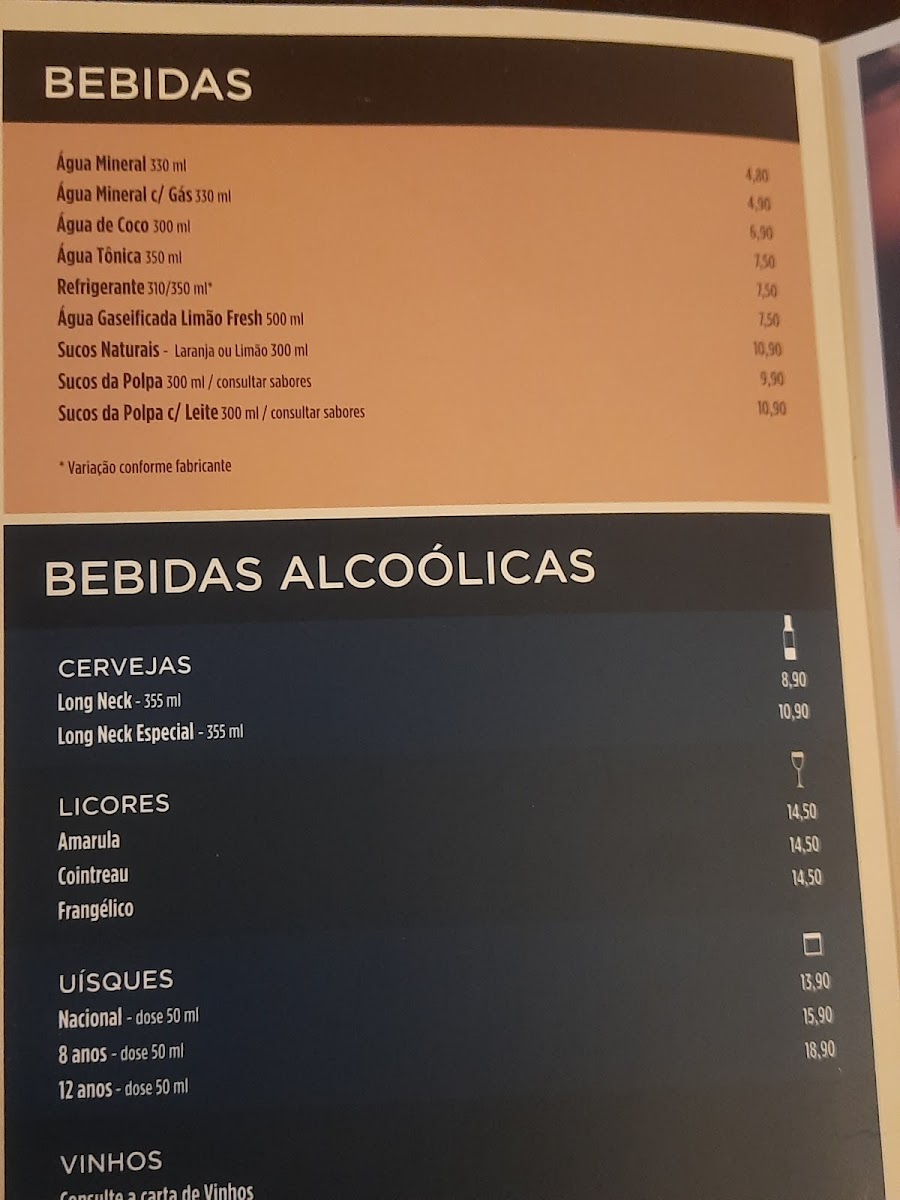 BEBIDAS
Água Mineral 330 ml 4,80
Água Mineral c/ Gás 330 ml 4,90
Água de Coco 300 ml 6,90
Água Tônica 350 ml 7,50
Refrigerante 310/350 ml* 7,50
Água Gaseificada Limão Fresh 500 ml 7,50
Sucos Naturais - Laranja ou Limão 300 ml 10,90
Sucos da Polpa 300 ml / consultar sabores 9,90
Sucos da Polpa c/ Leite 300 ml / consultar sabores 10,90
* Variação conforme fabricante
BEBIDAS ALCOÓLICAS
CERVEJAS
Long Neck - 355 ml 8,90
Long Neck Especial - 355 ml 10,90
LICORES
Amarula 14,50
Cointreau 14,50
Frangélico 14,50
UÍSQUES
Nacional - dose 50 ml 13,90
8 anos - dose 50 ml 15,90
12 anos - dose 50 ml 18,90
VINHOS
Consulte a carta de Vinhos